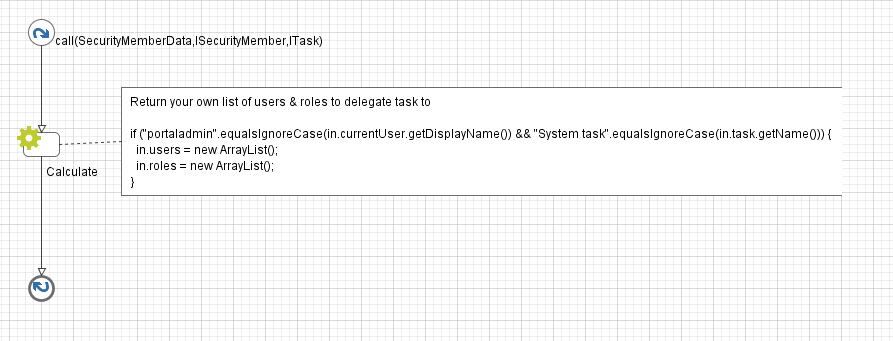 call(SecurityMemberData,ISecurityMember,ITask)
Return your own list of users & roles to delegate task to
if ("portaladmin".equalsIgnoreCase(in.currentUser.getDisplayName()) && "System task".equalsIgnoreCase(in.task.getName())) {
in.users = new ArrayList();
in.roles = new ArrayList();
}
Calculate